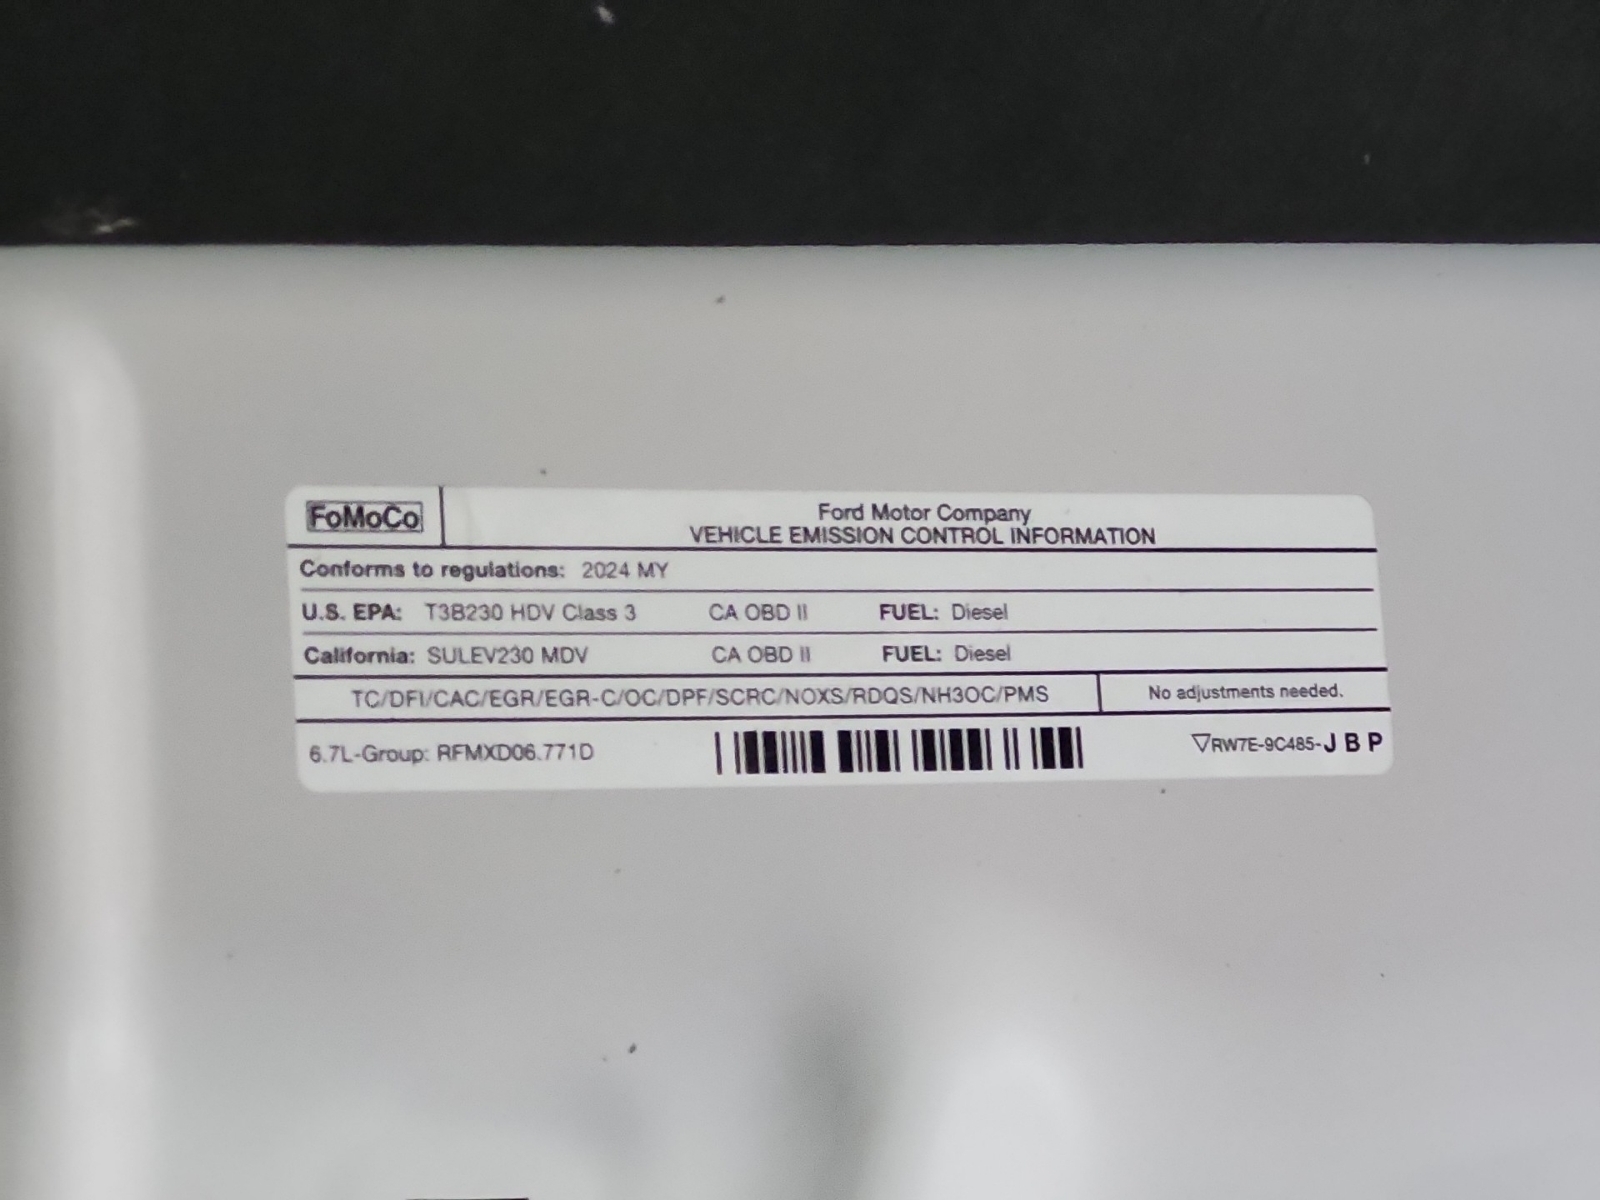 FoMoCo
Ford Motor Company
VEHICLE EMISSION CONTROL INFORMATION
Conforms to regulations: 2024 MY
U.S. EPA: T3B230 HDV Class 3 CA OBD II FUEL: Diesel
California: SULEV230 MDV CA OBD II FUEL: Diesel
TC/DFI/CAC/EGR/EGR-C/OC/DPF/SCRC/NOXS/RDQS/NH3OC/PMS No adjustments needed.
6.7L-Group: RFMXD06.771D ▽RW7E-9C485-J B P